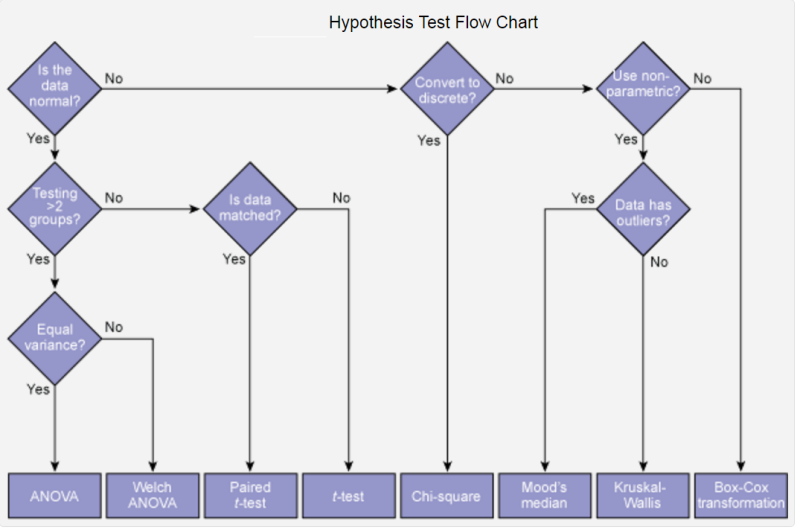 Hypothesis Test Flow Chart
Is the
data
normal?
No
Convert to
discrete?
No
Use non-
parametric?
No
Yes
Yes
Yes
Testing
>2
groups?
No
Is data
matched?
No
Yes
Data has
outliers?
Yes
Yes
No
Equal
variance?
No
Yes
ANOVA
Welch
ANOVA
Paired
t-test
t-test
Chi-square
Mood's
median
Kruskal-
Wallis
Box-Cox
transformation